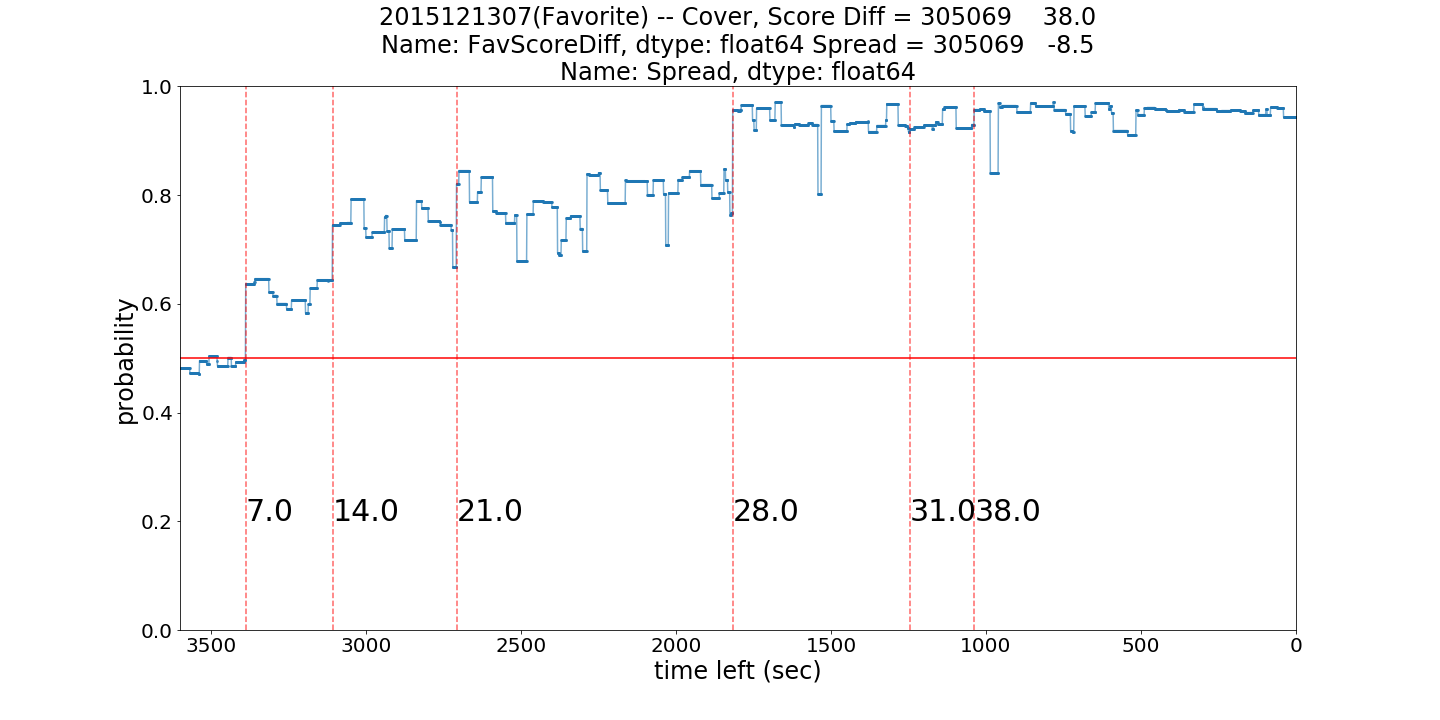 2015121307(Favorite) -- Cover, Score Diff = 305069    38.0
Name: FavScoreDiff, dtype: float64 Spread = 305069   -8.5
Name: Spread, dtype: float64
1.0
0.8
0.6
0.4
0.2
0.0
probability
7.0 14.0 21.0 28.0 31.0 38.0
3500 3000 2500 2000 1500 1000 500 0
time left (sec)